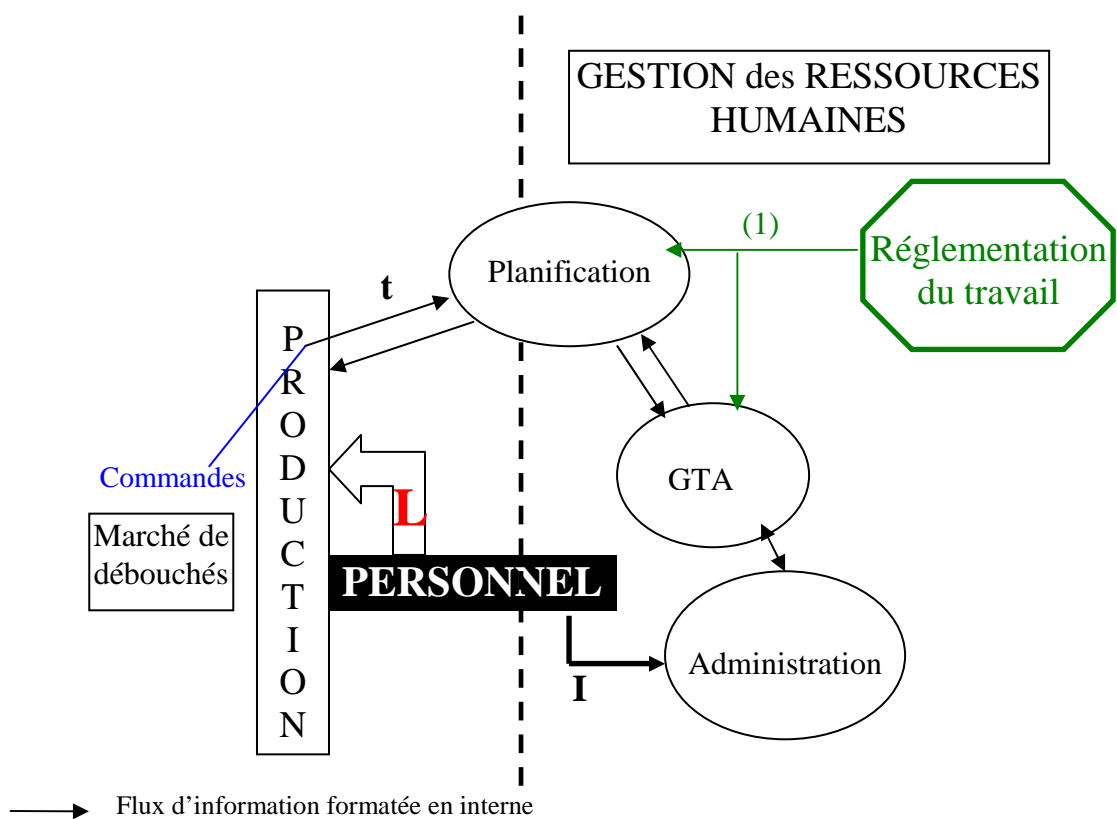 GESTION des RESSOURCES
HUMAINES
(1)
Réglementation
du travail
Planification
t
PRODUCTION
Commandes
GTA
L
Marché de
débouchés
PERSONNEL
Administration
I
Flux d’information formatée en interne